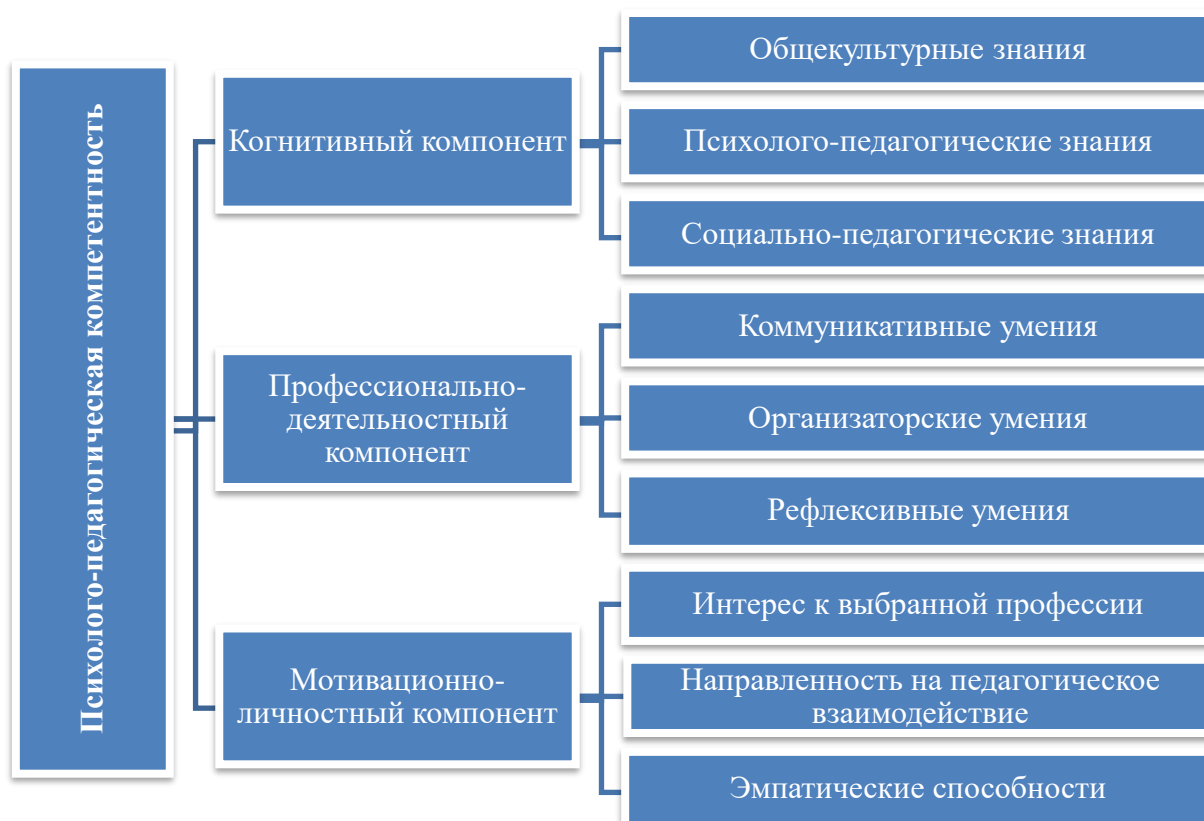 Психолого-педагогическая компетентность
Когнитивный компонент
Общекультурные знания
Психолого-педагогические знания
Социально-педагогические знания
Профессионально-
деятельностный
компонент
Коммуникативные умения
Организаторские умения
Рефлексивные умения
Мотивационно-
личностный компонент
Интерес к выбранной профессии
Направленность на педагогическое
взаимодействие
Эмпатические способности